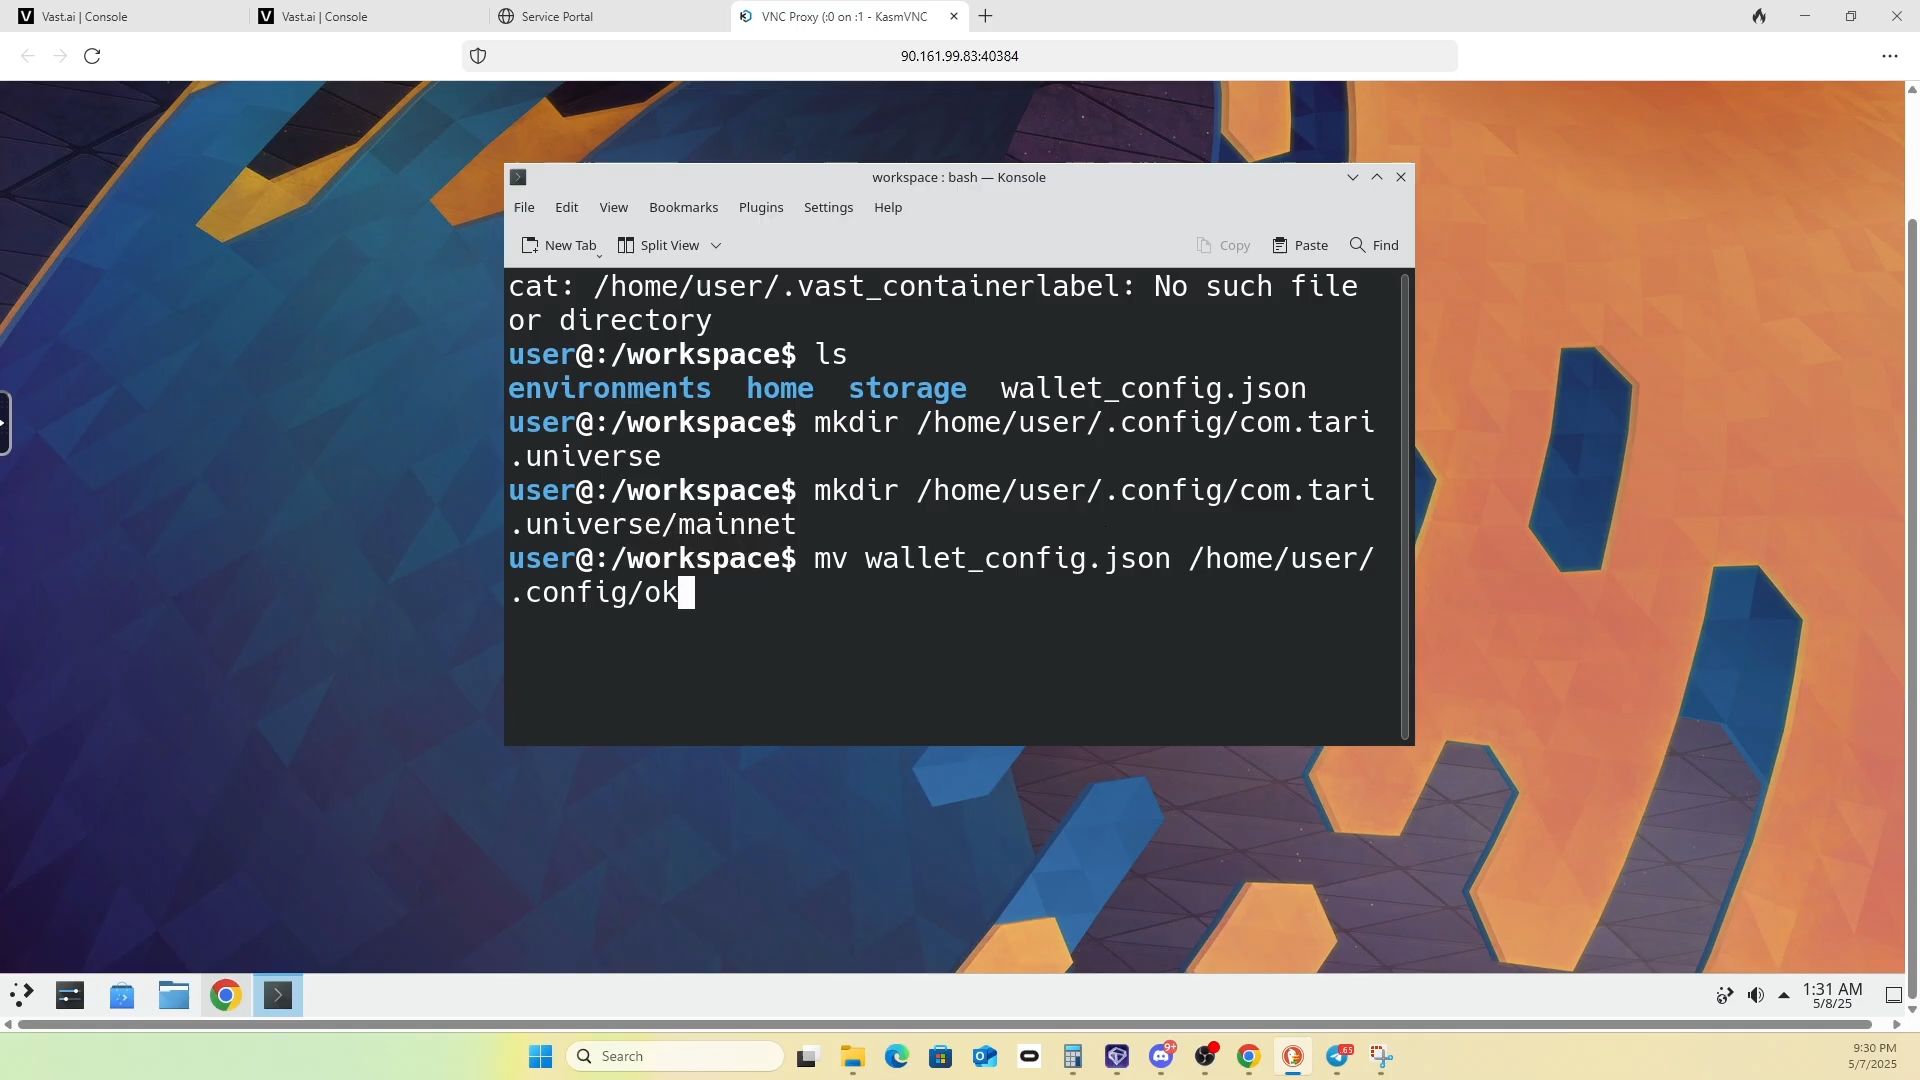 Vast.ai | Console
Vast.ai | Console
Service Portal
VNC Proxy (:0 on :1 - KasmVNC
90.161.99.83:40384
workspace : bash — Konsole
File Edit View Bookmarks Plugins Settings Help
New Tab Split View Copy Paste Find
cat: /home/user/.vast_containerlabel: No such file
or directory
user@:/workspace$ ls
environments home storage wallet_config.json
user@:/workspace$ mkdir /home/user/.config/com.tari
.universe
user@:/workspace$ mkdir /home/user/.config/com.tari
.universe/mainnet
user@:/workspace$ mv wallet_config.json /home/user/
.config/ok
1:31 AM
5/8/25
Search
9+
65
9:30 PM
5/7/2025